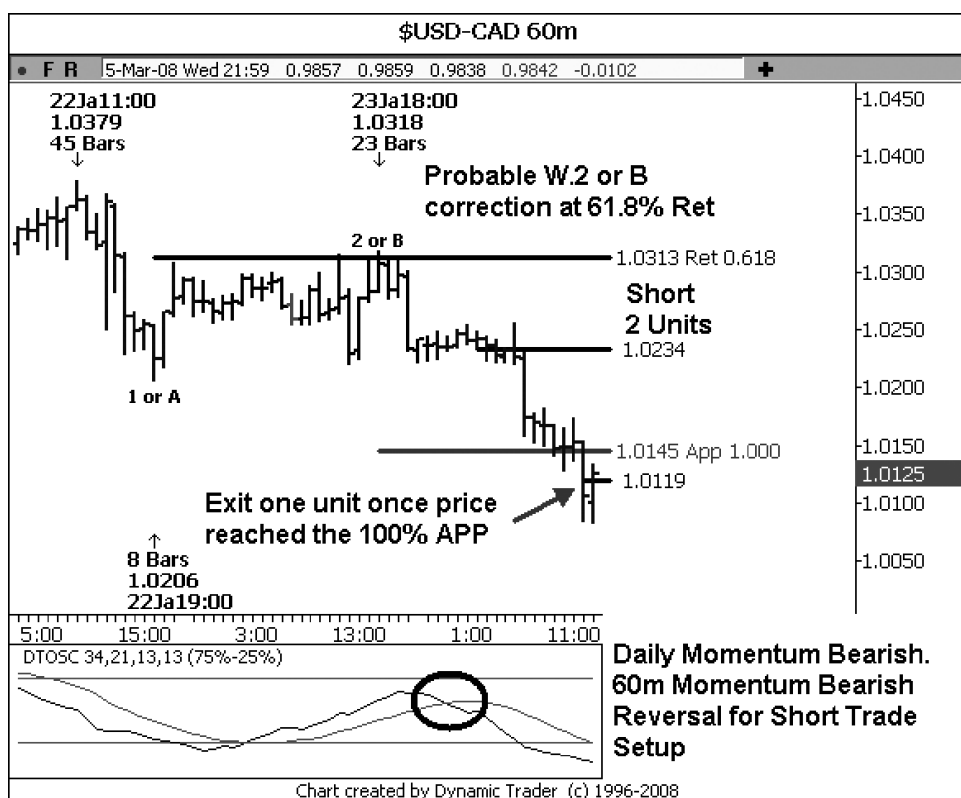 $USD-CAD 60m
F R 5-Mar-08 Wed 21:59 0.9857 0.9859 0.9838 0.9842 -0.0102
22Ja11:00
1.0379
45 Bars
23Ja18:00
1.0318
23 Bars
Probable W.2 or B
correction at 61.8% Ret
2 or B
1.0313 Ret 0.618
Short
2 Units
1.0234
1 or A
1.0145 App 1.000
1.0119
Exit one unit once price
reached the 100% APP
8 Bars
1.0206
22Ja19:00
1.0450
1.0400
1.0350
1.0300
1.0250
1.0200
1.0150
1.0125
1.0100
1.0050
5:00 15:00 3:00 13:00 1:00 11:00
DTOSC 34,21,13,13 (75%-25%)
Daily Momentum Bearish.
60m Momentum Bearish
Reversal for Short Trade
Setup
Chart created by Dynamic Trader (c) 1996-2008